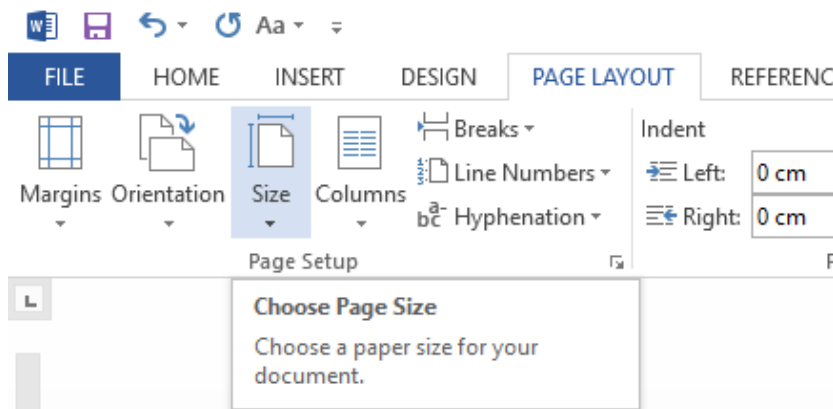 Aa
FILE HOME INSERT DESIGN PAGE LAYOUT REFERENC
Breaks Indent
Line Numbers Left: 0 cm
Margins Orientation Size Columns
Hyphenation Right: 0 cm
Page Setup
Choose Page Size
Choose a paper size for your
document.